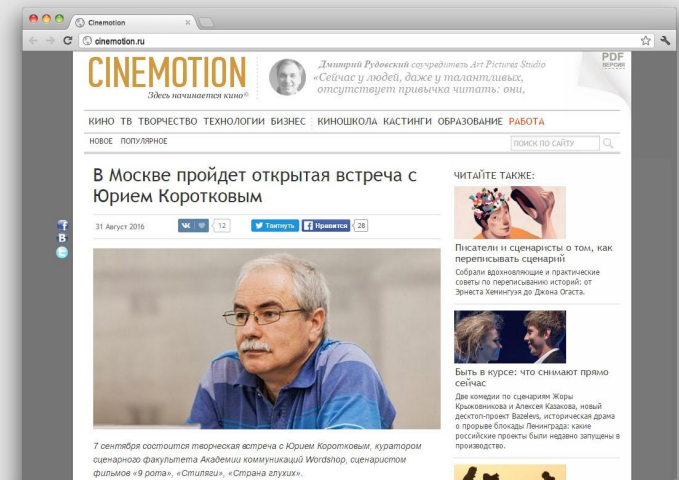 Cinemotion
cinemotion.ru
CINEMOTION
Здесь начинается кино©
Дмитрий Рудовский соучредитель Art Pictures Studio
«Сейчас у людей, даже у талантливых,
отсутствует привычка читать: они,
PDF
ВЕРСИЯ
КИНО ТВ ТВОРЧЕСТВО ТЕХНОЛОГИИ БИЗНЕС КИНОШКОЛА КАСТИНГИ ОБРАЗОВАНИЕ РАБОТА
НОВОЕ ПОПУЛЯРНОЕ
ПОИСК ПО САЙТУ
В Москве пройдет открытая встреча с
Юрием Коротковым
31 Август 2016
12
Твитнуть
Нравится
28
7 сентября состоится творческая встреча с Юрием Коротковым, куратором
сценарного факультета Академии коммуникаций Wordshop, сценаристом
фильмов «9 рота», «Стиляги», «Страна глухих».
ЧИТАЙТЕ ТАКЖЕ:
Писатели и сценаристы о том, как
переписывать сценарий
Собрали вдохновляющие и практические
советы по переписыванию историй: от
Эрнеста Хемингуэя до Джона Огаста.
Быть в курсе: что снимают прямо
сейчас
Две комедии по сценариям Жоры
Крыжовникова и Алексея Казакова, новый
десктоп-проект Bazelevs, историческая драма
о прорыве блокады Ленинграда: какие
российские проекты были недавно запущены в
производство.